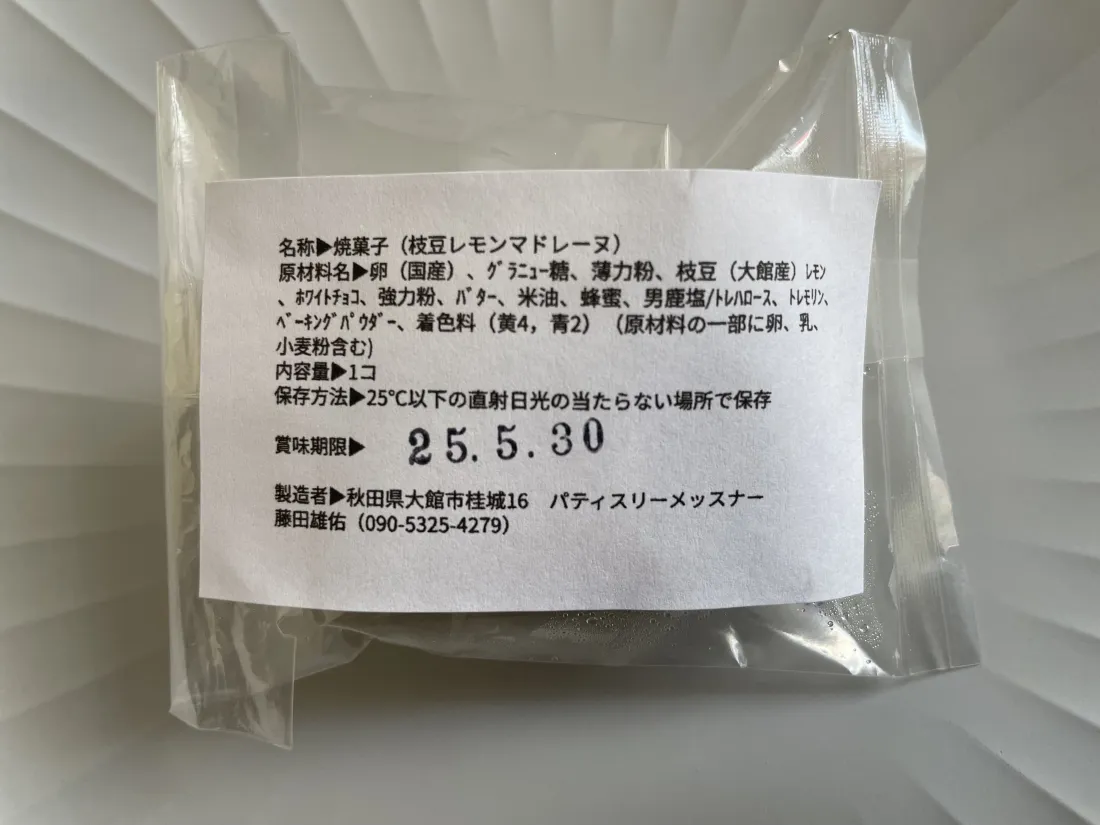 名称▶焼菓子（枝豆レモンマドレーヌ）
原材料名▶卵（国産）、ｸﾞﾗﾆｭｰ糖、薄力粉、枝豆（大館産）ﾚﾓﾝ
、ﾎﾜｲﾄﾁｮｺ、強力粉、ﾊﾞﾀｰ、米油、蜂蜜、男鹿塩/ﾄﾚﾊﾛｰｽ、ﾄﾚﾓﾘﾝ、
ﾍﾞｰｷﾝｸﾞﾊﾟｳﾀﾞｰ、着色料（黄4，青2）（原材料の一部に卵、乳、
小麦粉含む)
内容量▶1コ
保存方法▶25℃以下の直射日光の当たらない場所で保存
賞味期限▶ 25.5.30
製造者▶秋田県大館市桂城16　パティスリーメッスナー
藤田雄佑（090-5325-4279）